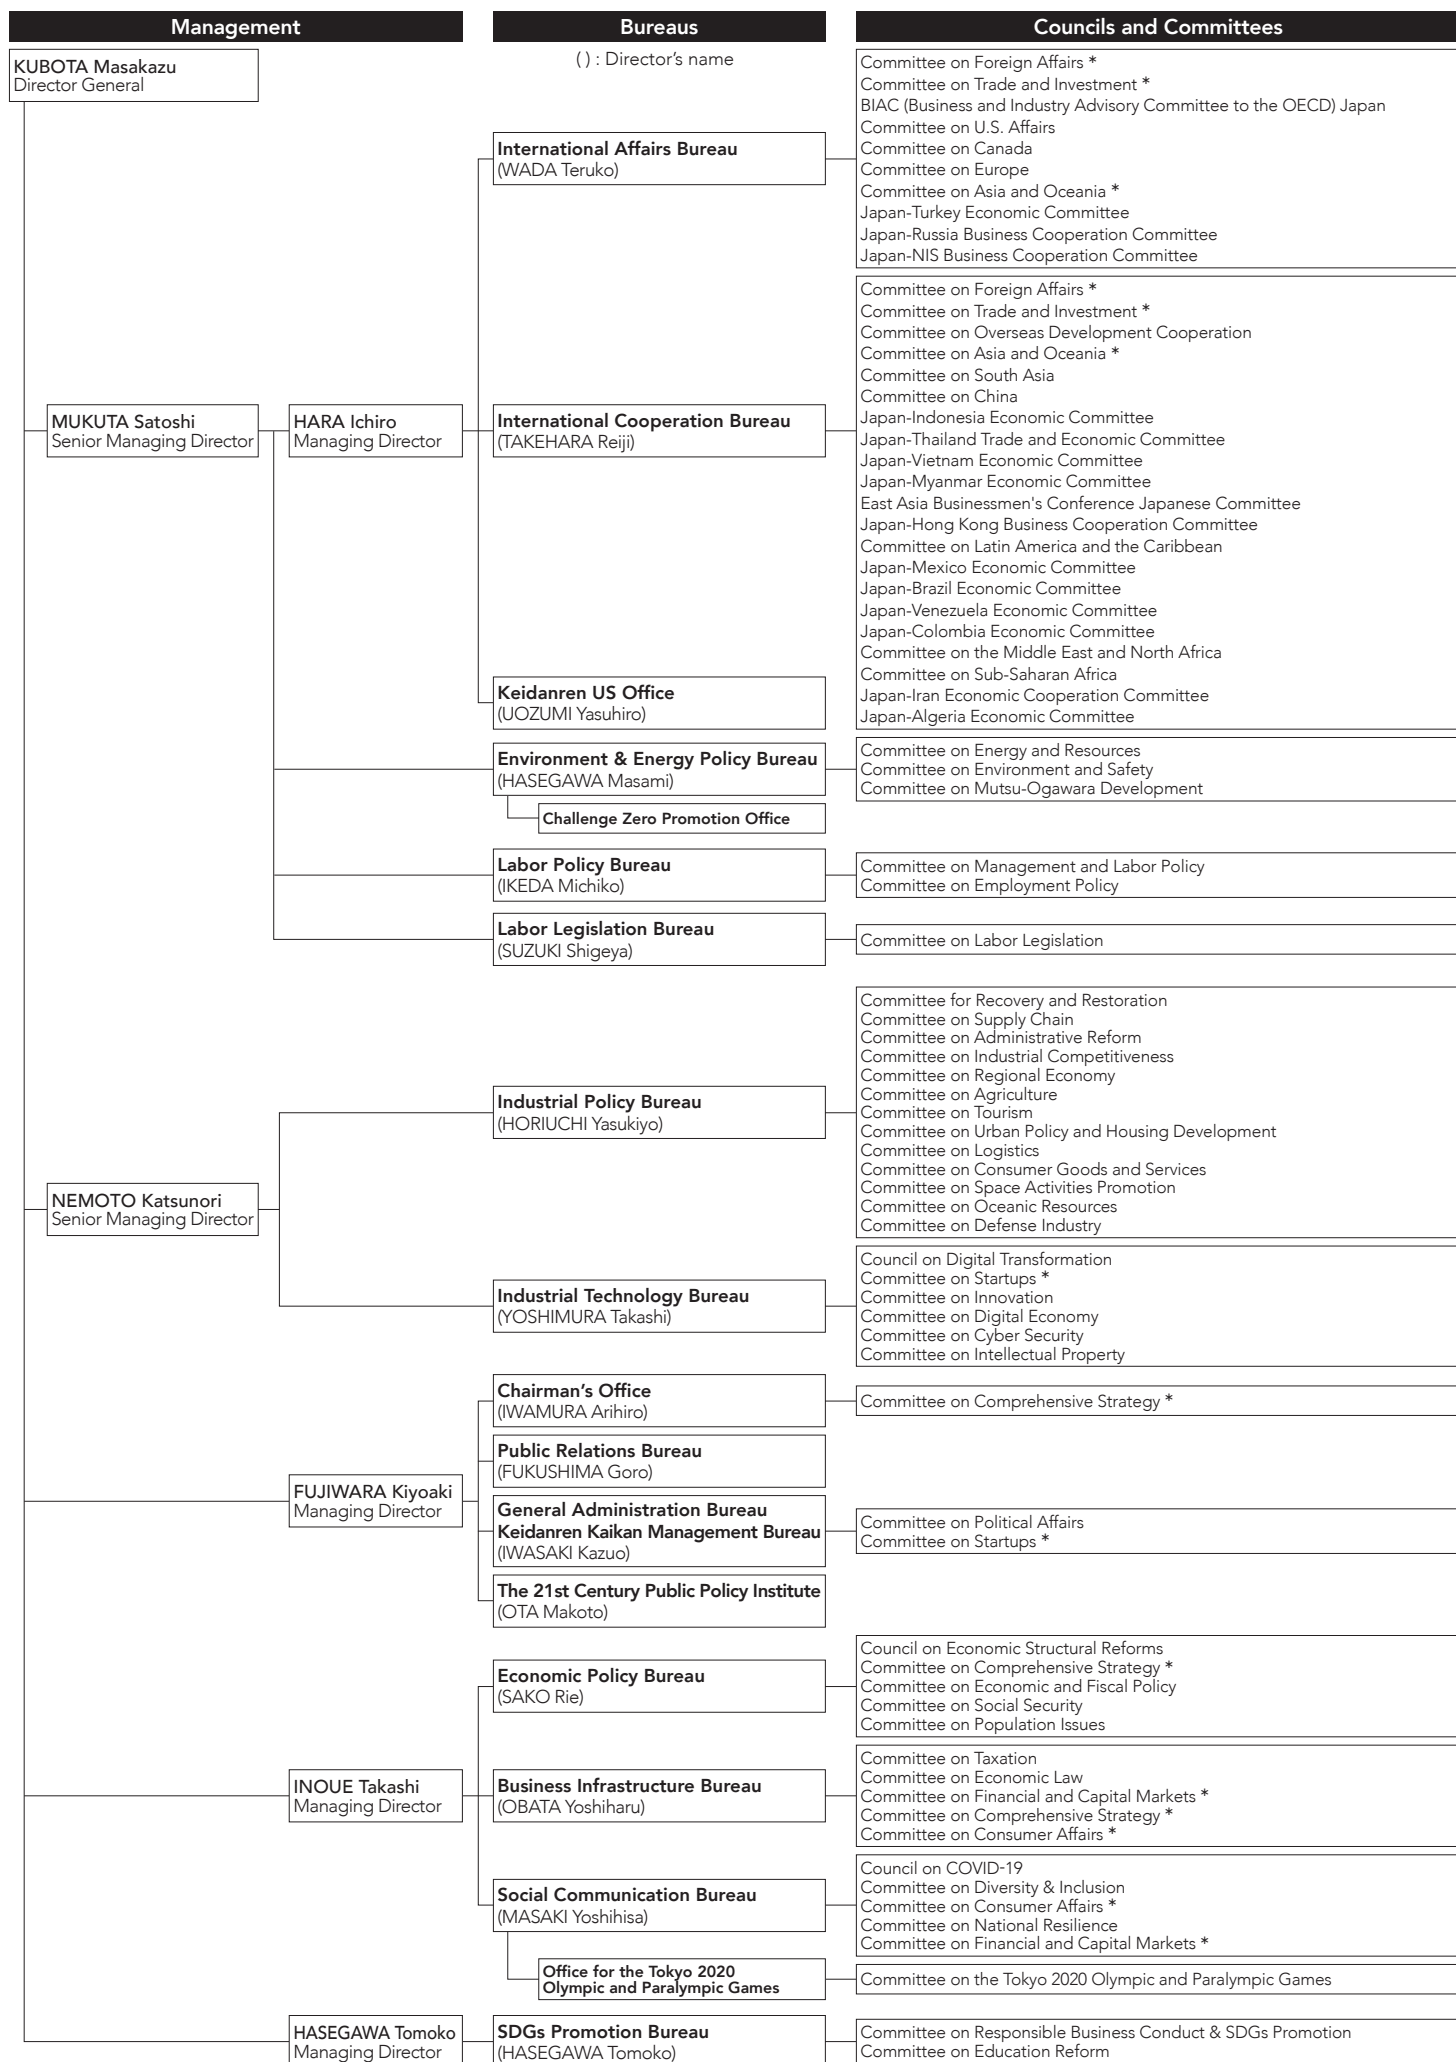 Management
Bureaus
Councils and Committees
KUBOTA Masakazu
Director General
( ) : Director's name
Committee on Foreign Affairs *
Committee on Trade and Investment *
BIAC (Business and Industry Advisory Committee to the OECD) Japan
Committee on U.S. Affairs
Committee on Canada
Committee on Europe
Committee on Asia and Oceania *
Japan-Turkey Economic Committee
Japan-Russia Business Cooperation Committee
Japan-NIS Business Cooperation Committee
International Affairs Bureau
(WADA Teruko)
MUKUTA Satoshi
Senior Managing Director
HARA Ichiro
Managing Director
International Cooperation Bureau
(TAKEHARA Reiji)
Committee on Foreign Affairs *
Committee on Trade and Investment *
Committee on Overseas Development Cooperation
Committee on Asia and Oceania *
Committee on South Asia
Committee on China
Japan-Indonesia Economic Committee
Japan-Thailand Trade and Economic Committee
Japan-Vietnam Economic Committee
Japan-Myanmar Economic Committee
East Asia Businessmen's Conference Japanese Committee
Japan-Hong Kong Business Cooperation Committee
Committee on Latin America and the Caribbean
Japan-Mexico Economic Committee
Japan-Brazil Economic Committee
Japan-Venezuela Economic Committee
Japan-Colombia Economic Committee
Committee on the Middle East and North Africa
Committee on Sub-Saharan Africa
Japan-Iran Economic Cooperation Committee
Japan-Algeria Economic Committee
Keidanren US Office
(UOZUMI Yasuhiro)
Environment & Energy Policy Bureau
(HASEGAWA Masami)
Challenge Zero Promotion Office
Committee on Energy and Resources
Committee on Environment and Safety
Committee on Mutsu-Ogawara Development
Labor Policy Bureau
(IKEDA Michiko)
Committee on Management and Labor Policy
Committee on Employment Policy
Labor Legislation Bureau
(SUZUKI Shigeya)
Committee on Labor Legislation
NEMOTO Katsunori
Senior Managing Director
Industrial Policy Bureau
(HORIUCHI Yasukiyo)
Committee for Recovery and Restoration
Committee on Supply Chain
Committee on Administrative Reform
Committee on Industrial Competitiveness
Committee on Regional Economy
Committee on Agriculture
Committee on Tourism
Committee on Urban Policy and Housing Development
Committee on Logistics
Committee on Consumer Goods and Services
Committee on Space Activities Promotion
Committee on Oceanic Resources
Committee on Defense Industry
Industrial Technology Bureau
(YOSHIMURA Takashi)
Council on Digital Transformation
Committee on Startups *
Committee on Innovation
Committee on Digital Economy
Committee on Cyber Security
Committee on Intellectual Property
FUJIWARA Kiyoaki
Managing Director
Chairman's Office
(IWAMURA Arihiro)
Committee on Comprehensive Strategy *
Public Relations Bureau
(FUKUSHIMA Goro)
General Administration Bureau
Keidanren Kaikan Management Bureau
(IWASAKI Kazuo)
Committee on Political Affairs
Committee on Startups *
The 21st Century Public Policy Institute
(OTA Makoto)
INOUE Takashi
Managing Director
Economic Policy Bureau
(SAKO Rie)
Council on Economic Structural Reforms
Committee on Comprehensive Strategy *
Committee on Economic and Fiscal Policy
Committee on Social Security
Committee on Population Issues
Business Infrastructure Bureau
(OBATA Yoshiharu)
Committee on Taxation
Committee on Economic Law
Committee on Financial and Capital Markets *
Committee on Comprehensive Strategy *
Committee on Consumer Affairs *
Social Communication Bureau
(MASAKI Yoshihisa)
Council on COVID-19
Committee on Diversity & Inclusion
Committee on Consumer Affairs *
Committee on National Resilience
Committee on Financial and Capital Markets *
Office for the Tokyo 2020
Olympic and Paralympic Games
Committee on the Tokyo 2020 Olympic and Paralympic Games
HASEGAWA Tomoko
Managing Director
SDGs Promotion Bureau
(HASEGAWA Tomoko)
Committee on Responsible Business Conduct & SDGs Promotion
Committee on Education Reform